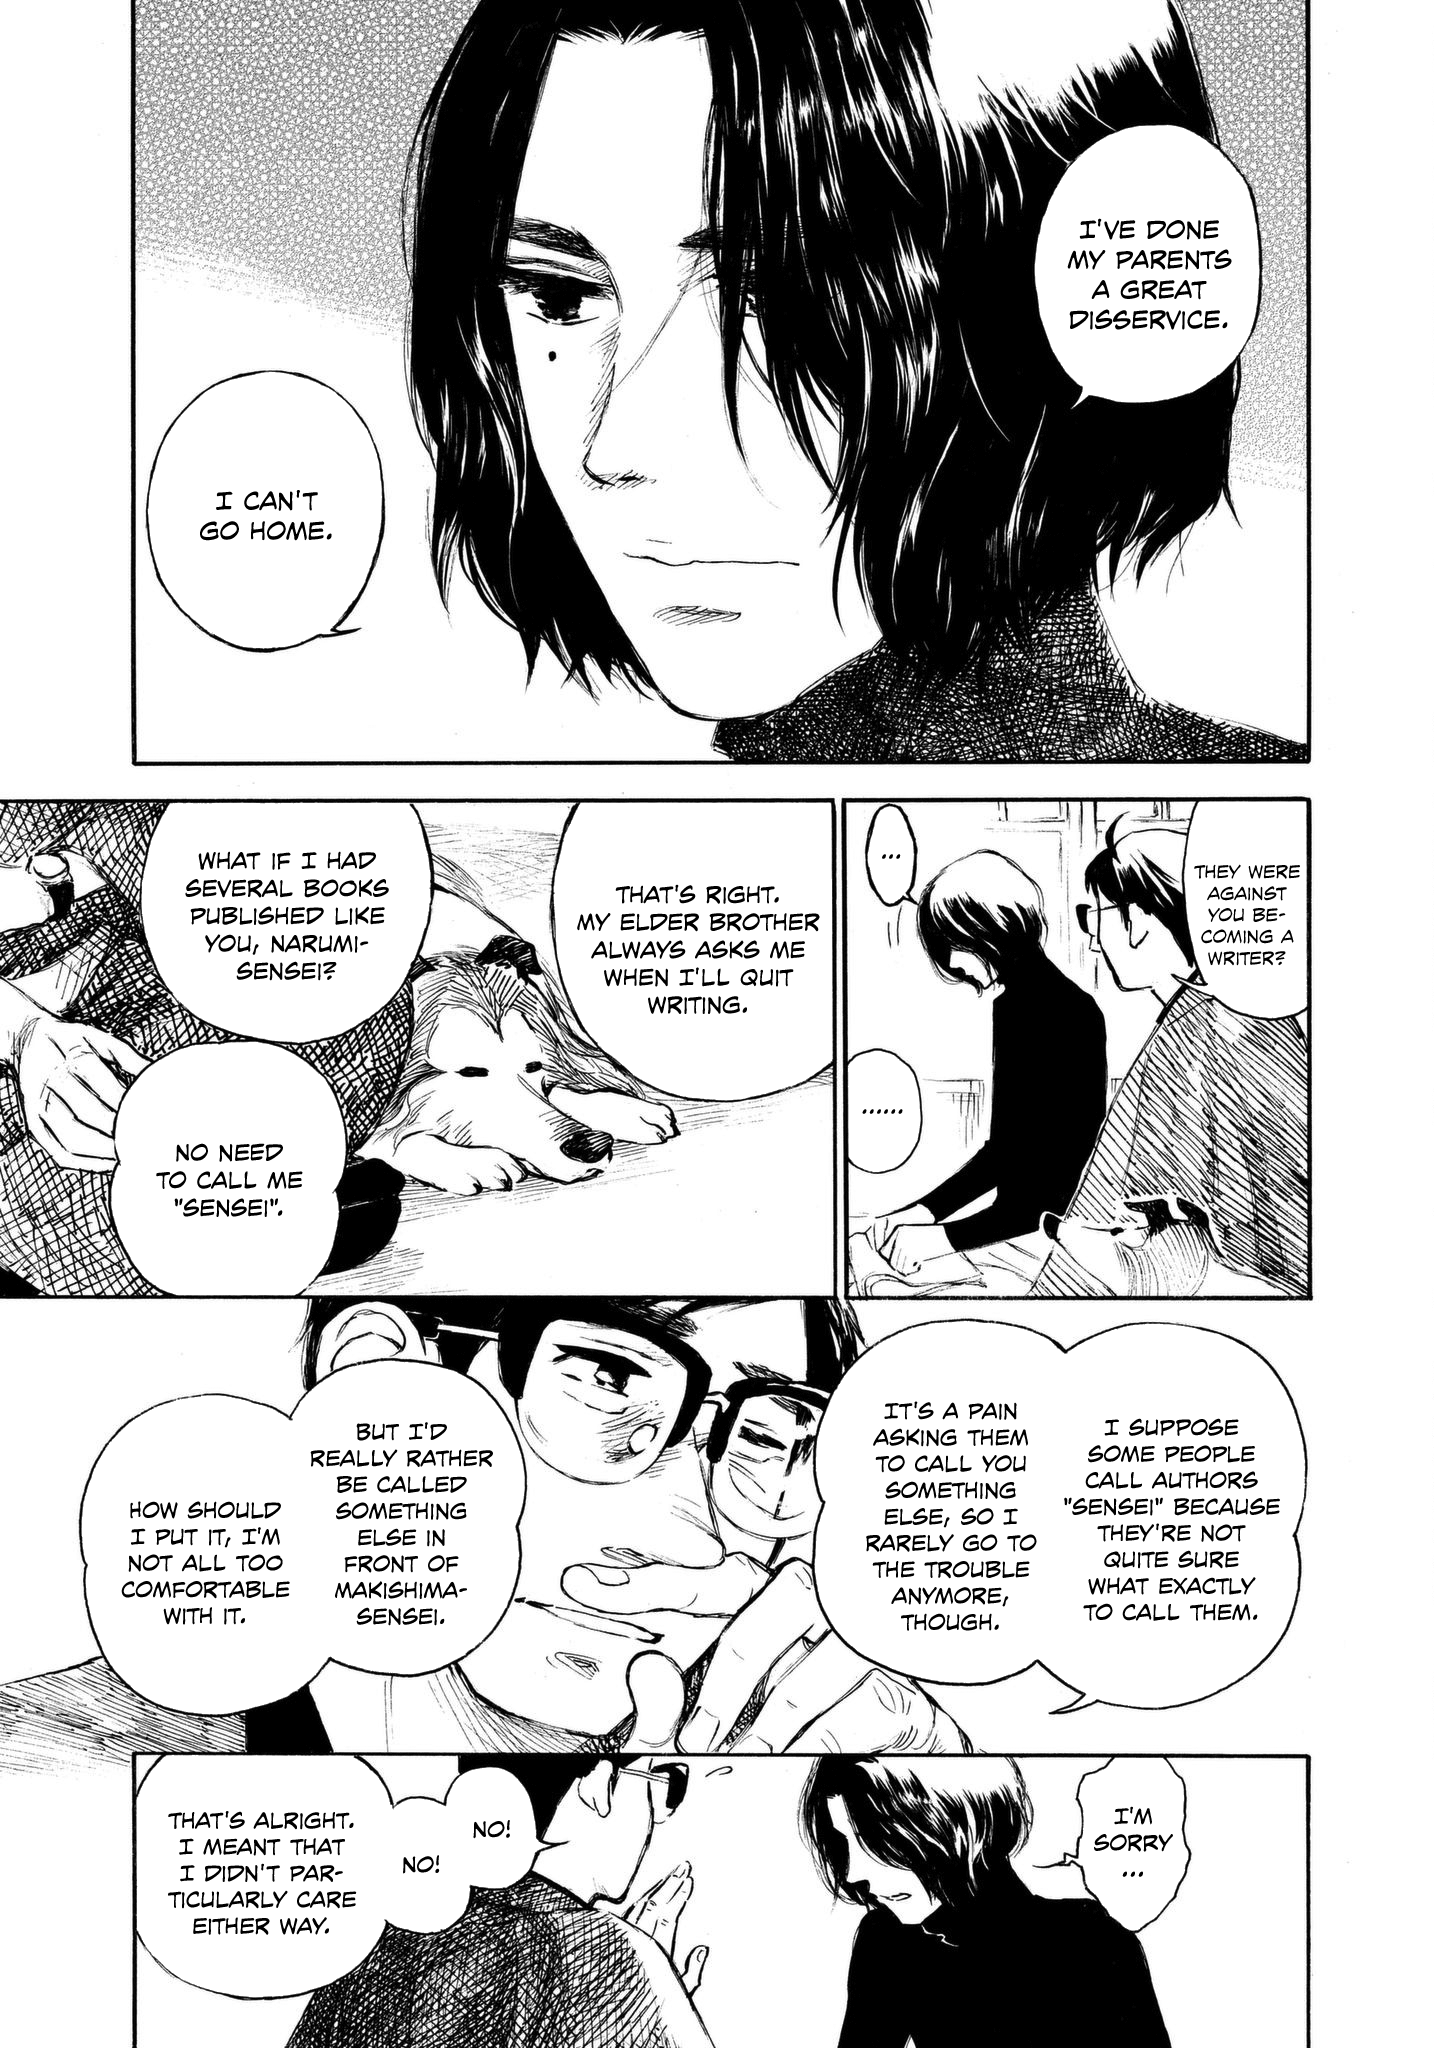 I'VE DONE
MY PARENTS
A GREAT
DISSERVICE.
I CAN'T
GO HOME.
THEY WERE
AGAINST
YOU BE-
COMING A
WRITER?
...
......
THAT'S RIGHT.
MY ELDER BROTHER
ALWAYS ASKS ME
WHEN I'LL QUIT
WRITING.
WHAT IF I HAD
SEVERAL BOOKS
PUBLISHED LIKE
YOU, NARUMI-
SENSEI?
NO NEED
TO CALL ME
"SENSEI".
I SUPPOSE
SOME PEOPLE
CALL AUTHORS
"SENSEI" BECAUSE
THEY'RE NOT
QUITE SURE
WHAT EXACTLY
TO CALL THEM.
IT'S A PAIN
ASKING THEM
TO CALL YOU
SOMETHING
ELSE, SO I
RARELY GO TO
THE TROUBLE
ANYMORE,
THOUGH.
BUT I'D
REALLY RATHER
BE CALLED
SOMETHING
ELSE IN
FRONT OF
MAKISHIMA-
SENSEI.
HOW SHOULD
I PUT IT, I'M
NOT ALL TOO
COMFORTABLE
WITH IT.
I'M
SORRY
...
NO!
NO!
THAT'S ALRIGHT.
I MEANT THAT
I DIDN'T PAR-
TICULARLY CARE
EITHER WAY.